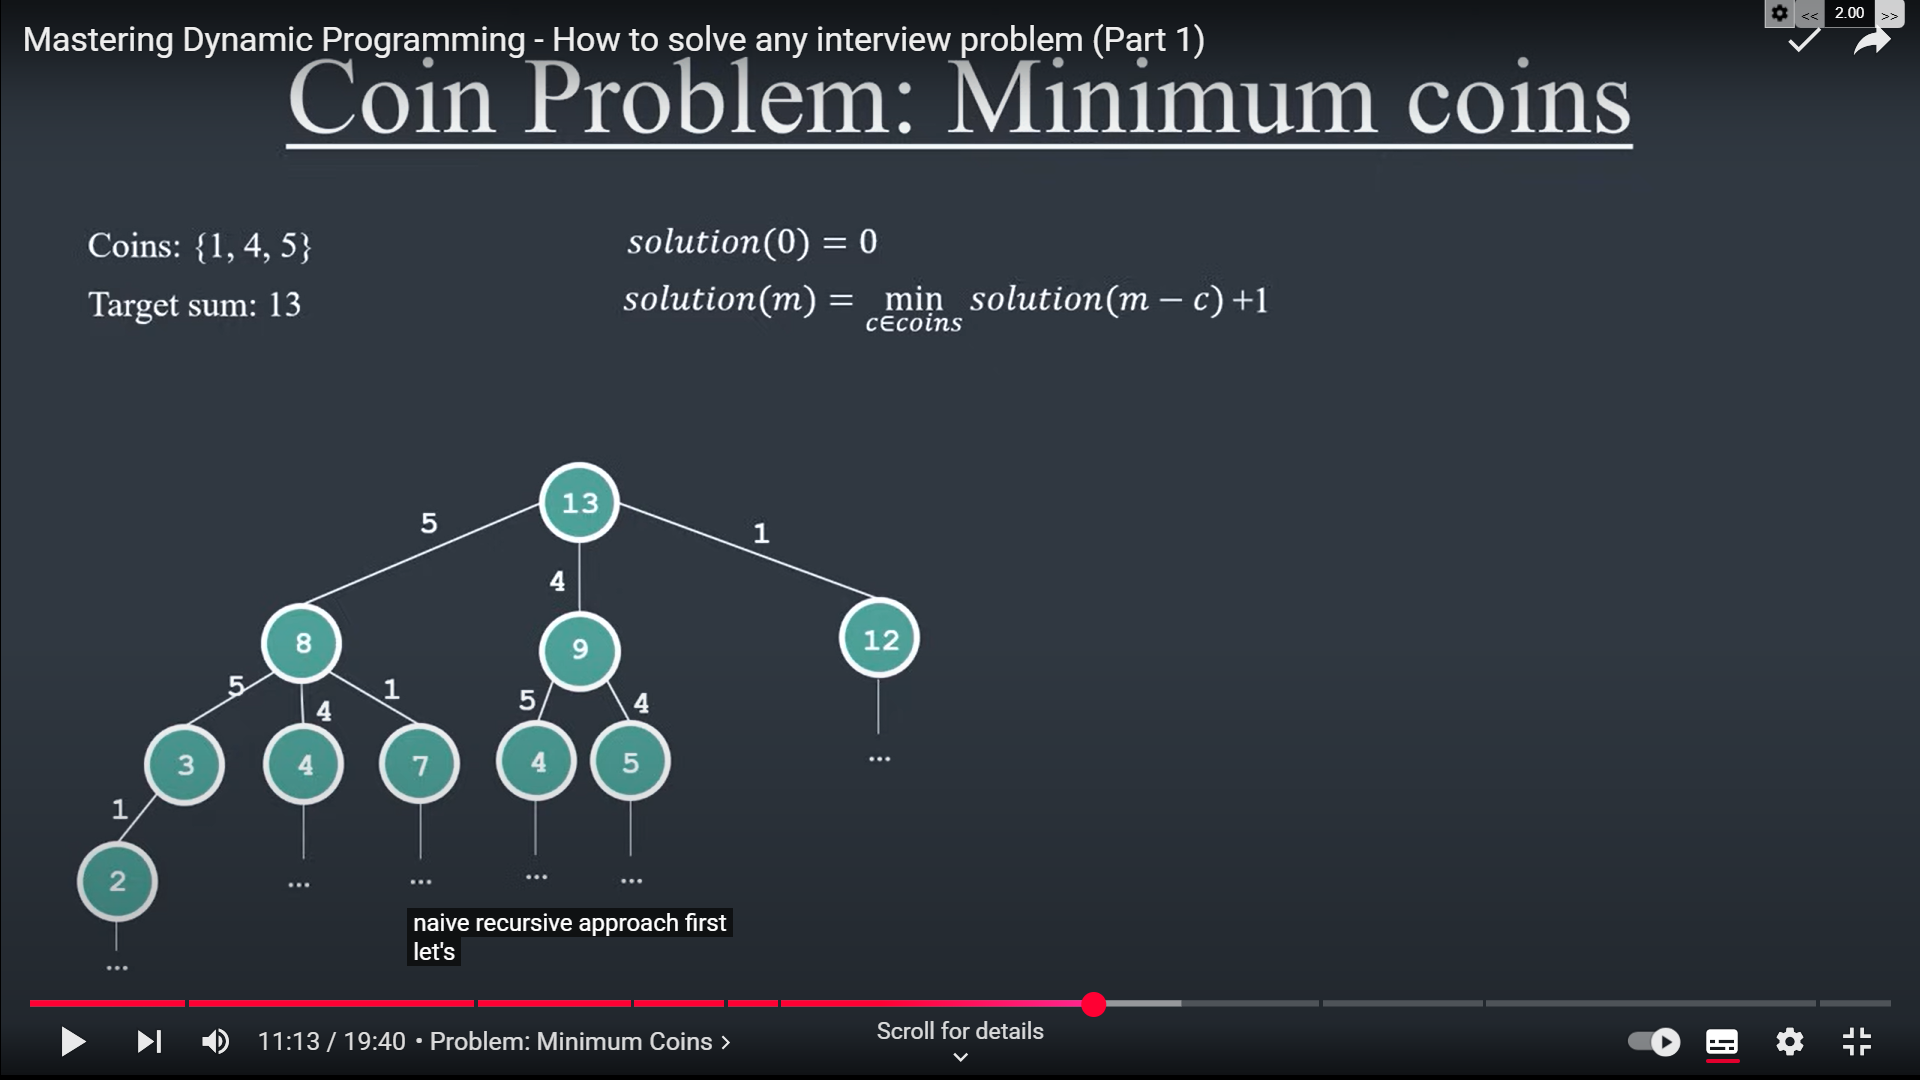 Mastering Dynamic Programming - How to solve any interview problem (Part 1)
<< 2.00 >>
Coin Problem: Minimum coins
Coins: {1, 4, 5}
Target sum: 13
solution(0) = 0
solution(m) = min solution(m − c) +1
c∈coins
13
5
4
1
8
9
12
5
4
1
5
4
3
4
7
4
5
...
1
2
...
...
...
...
...
naive recursive approach first
let's
11:13 / 19:40 • Problem: Minimum Coins >
Scroll for details